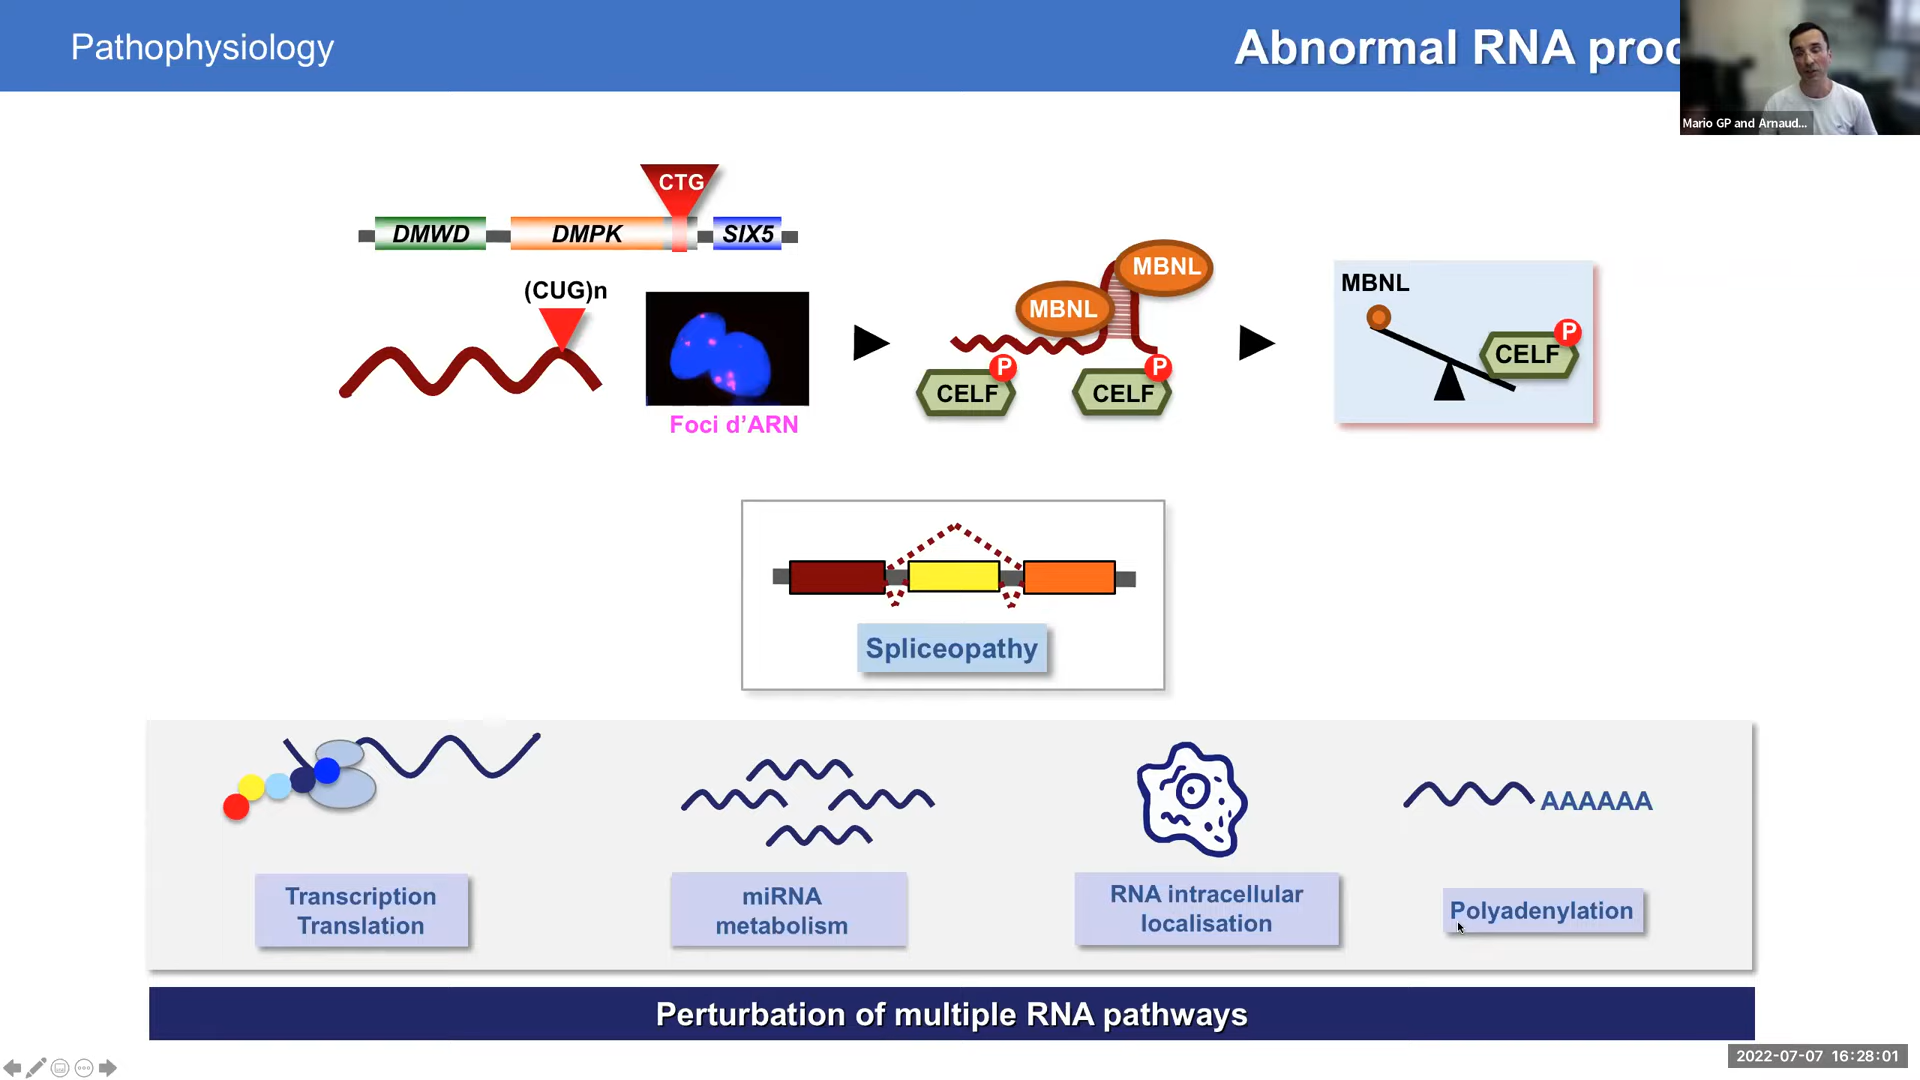 Pathophysiology
Abnormal RNA proc
Mario GP and Arnaud...
CTG
DMWD DMPK SIX5
(CUG)n
Foci d'ARN
MBNL
MBNL
P
P
CELF
CELF
MBNL
P
CELF
Spliceopathy
AAAAAA
Transcription
Translation
miRNA
metabolism
RNA intracellular
localisation
Polyadenylation
Perturbation of multiple RNA pathways
2022-07-07 16:28:01